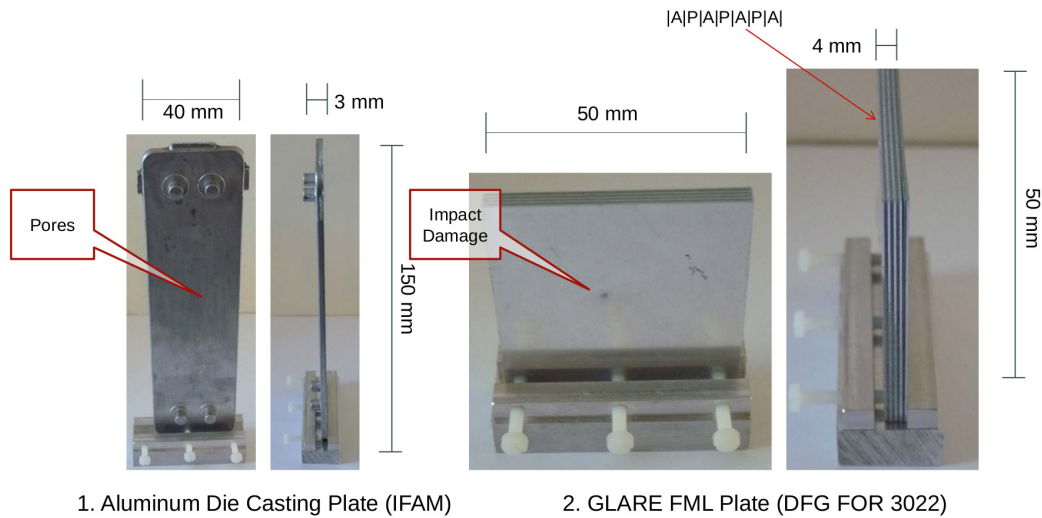 |A|P|A|P|A|P|A|
4 mm
40 mm
3 mm
50 mm
Pores
Impact
Damage
150 mm
50 mm
1. Aluminum Die Casting Plate (IFAM)
2. GLARE FML Plate (DFG FOR 3022)